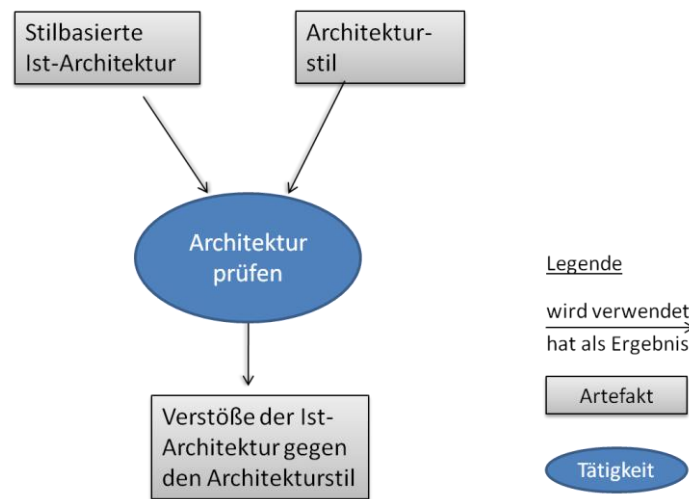 Stilbasierte
Ist-Architektur
Architektur-
stil
Architektur
prüfen
Verstöße der Ist-
Architektur gegen
den Architekturstil
Legende
wird verwendet
hat als Ergebnis
Artefakt
Tätigkeit